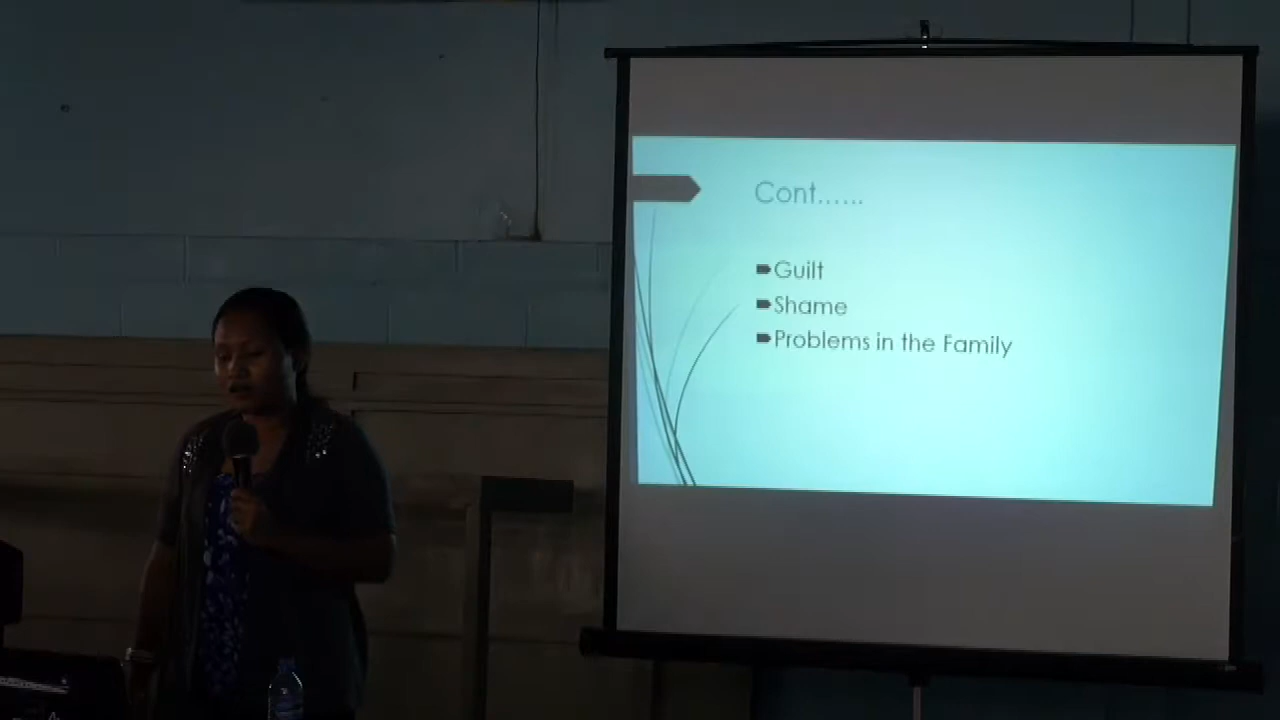 Cont......
Guilt
Shame
Problems in the Family